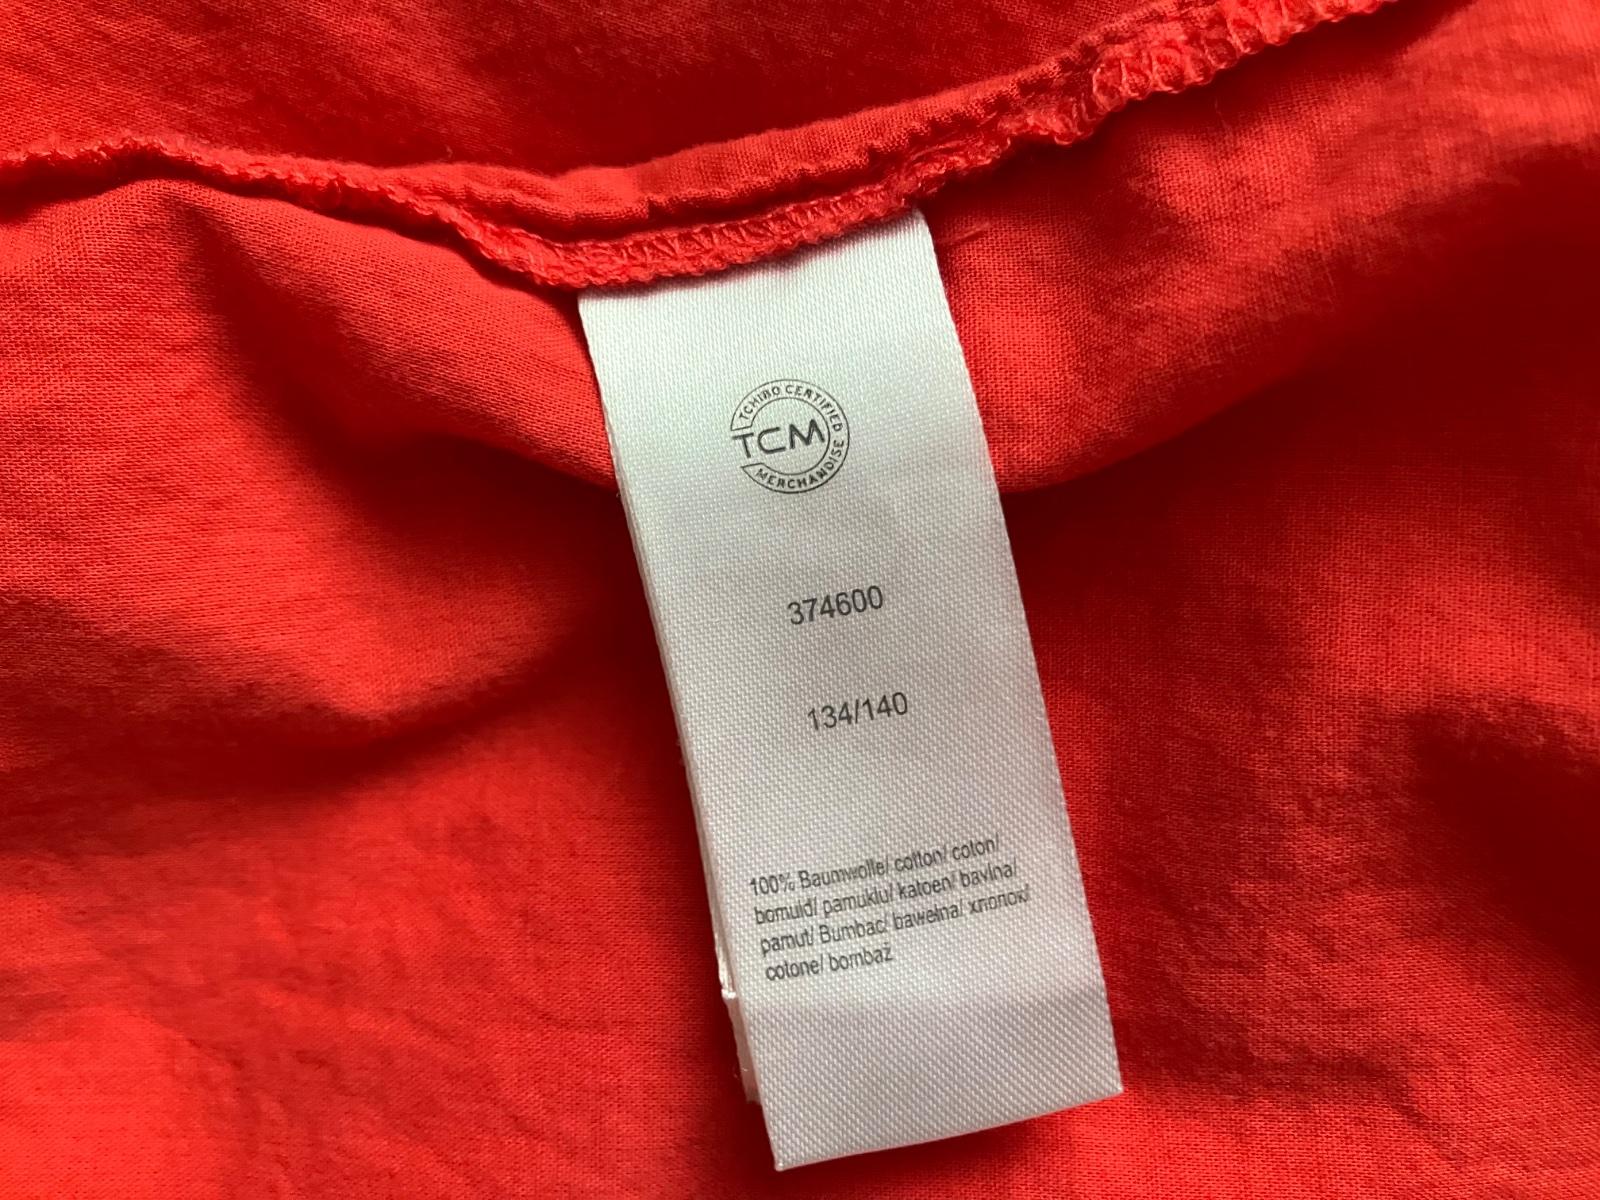 TCHIBO CERTIFIED
TCM
MERCHANDISE
374600
134/140
100% Baumwolle/ cotton/ coton/
bomuld/ pamuklu/ katoen/ bavlna/
pamut/ Bumbac/ bawełna/ хлопок/
cotone/ bombaž